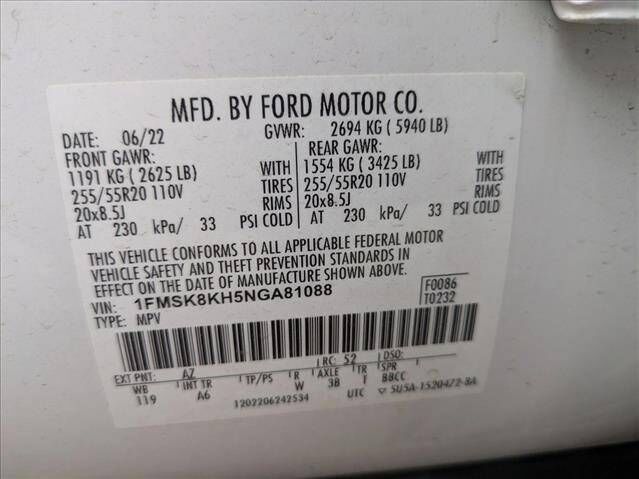 MFD. BY FORD MOTOR CO.
DATE: 06/22 GVWR: 2694 KG ( 5940 LB)
FRONT GAWR: REAR GAWR:
1191 KG ( 2625 LB) WITH 1554 KG ( 3425 LB) WITH
255/55R20 110V TIRES 255/55R20 110V TIRES
20x8.5J RIMS 20x8.5J RIMS
AT 230 kPa/ 33 PSI COLD AT 230 kPa/ 33 PSI COLD
THIS VEHICLE CONFORMS TO ALL APPLICABLE FEDERAL MOTOR
VEHICLE SAFETY AND THEFT PREVENTION STANDARDS IN
EFFECT ON THE DATE OF MANUFACTURE SHOWN ABOVE.
VIN: 1FMSK8KH5NGA81088 F0086
TYPE: MPV T0232
EXT PNT: AZ RC: 52 DSO:
WB INT TR TP/PS R AXLE TR SPR
119 A6 W 3B T BBCC
1202206242534 UTC